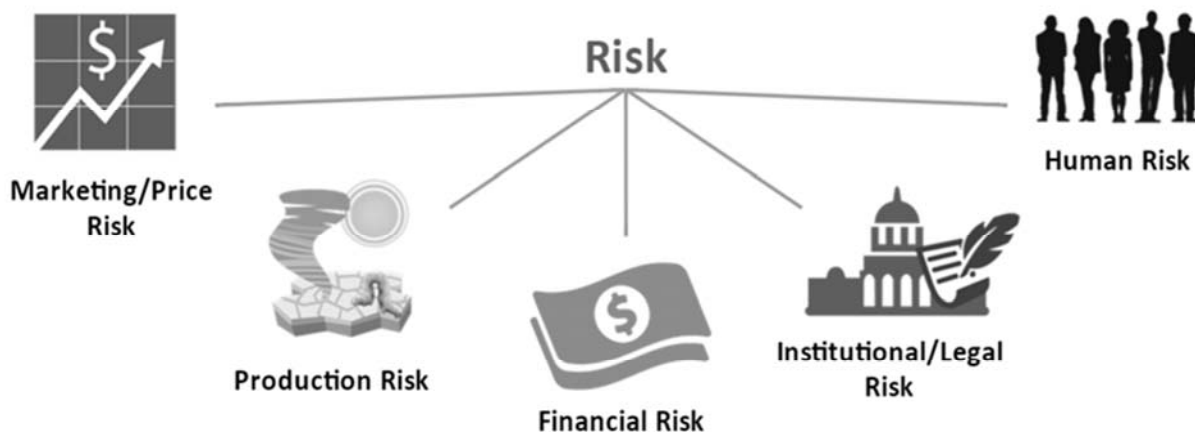 Risk
Marketing/Price
Risk
Production Risk
Financial Risk
Institutional/Legal
Risk
Human Risk
$
$